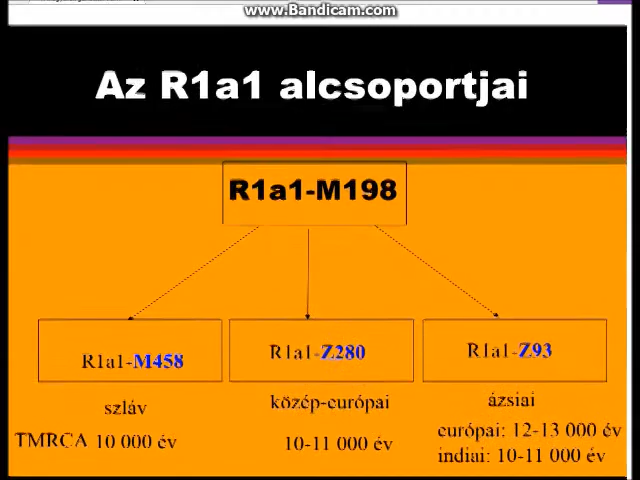 www.Bandicam.com
Az R1a1 alcsoportjai
R1a1-M198
R1a1-M458
R1a1-Z280
R1a1-Z93
szláv
közép-európai
ázsiai
TMRCA 10 000 év
10-11 000 év
európai: 12-13 000 év
indiai: 10-11 000 év